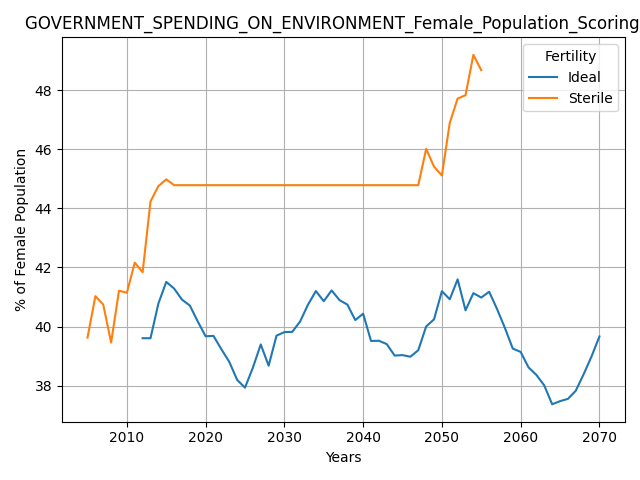 GOVERNMENT_SPENDING_ON_ENVIRONMENT_Female_Population_Scoring
Fertility
Ideal
Sterile
% of Female Population
48
46
44
42
40
38
2010
2020
2030
2040
2050
2060
2070
Years